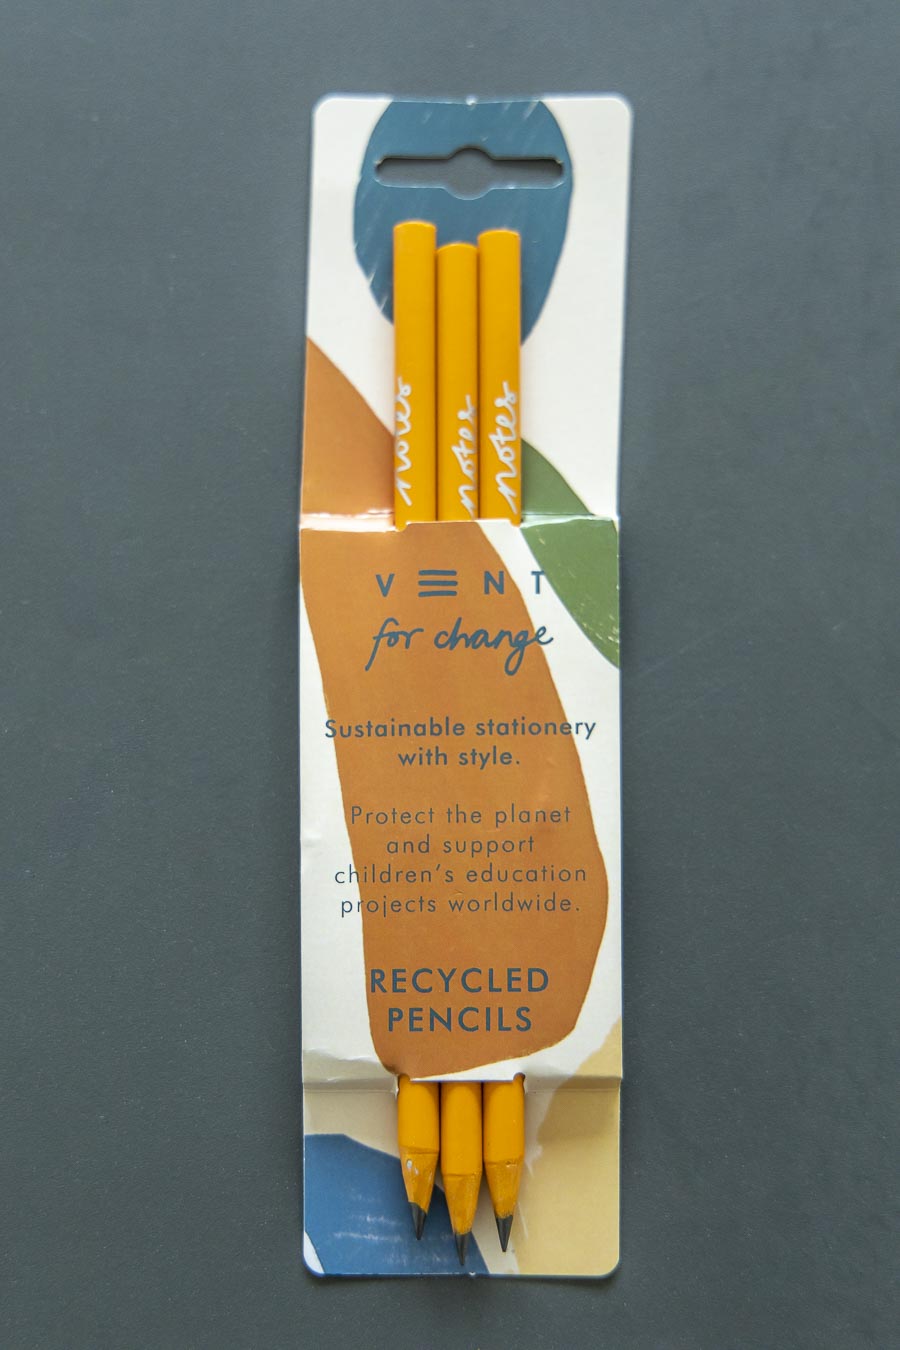 notes
notes
notes
VENT
for change
Sustainable stationery
with style.
Protect the planet
and support
children's education
projects worldwide.
RECYCLED
PENCILS